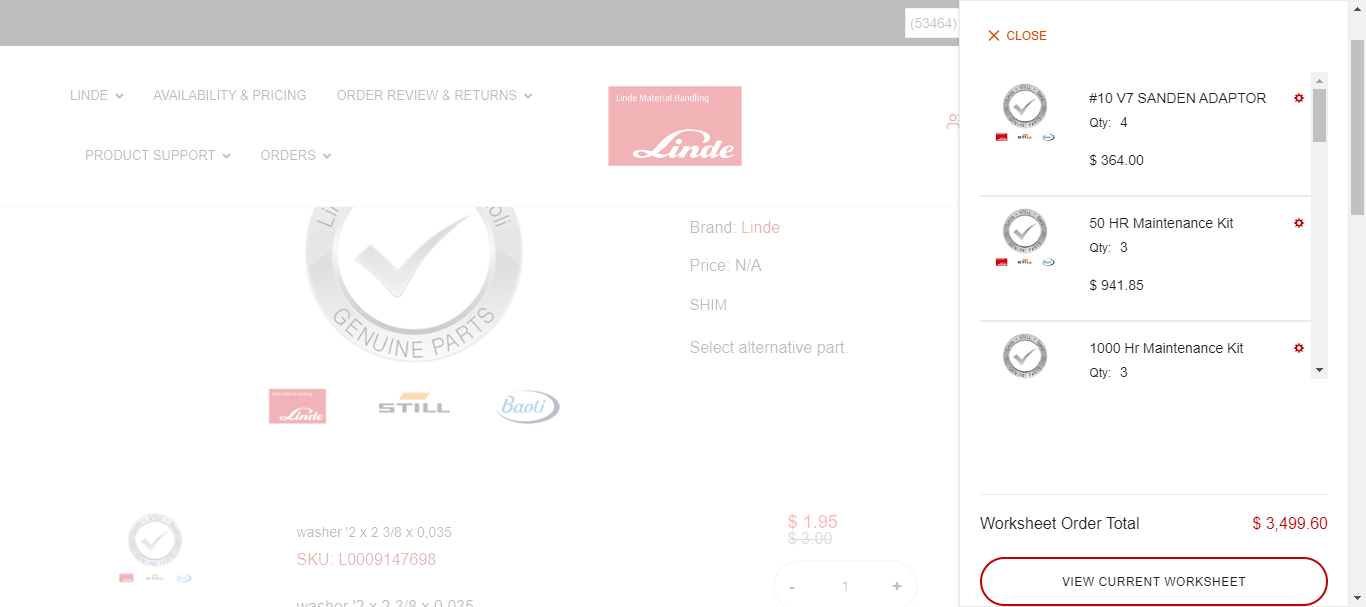 (53464)
CLOSE
LINDE
AVAILABILITY & PRICING
ORDER REVIEW & RETURNS
PRODUCT SUPPORT
ORDERS
Linde Material Handling
Linde
GENUINE PARTS
STILL
Baoli
Brand: Linde
Price: N/A
SHIM
Select alternative part.
washer '2 x 2 3/8 x 0,035
SKU: L0009147698
$ 1.95
$ 3.00
- 1 +
washer '2 x 2 3/8 x 0,035
#10 V7 SANDEN ADAPTOR
Qty: 4
$ 364.00
50 HR Maintenance Kit
Qty: 3
$ 941.85
1000 Hr Maintenance Kit
Qty: 3
Worksheet Order Total
$ 3,499.60
VIEW CURRENT WORKSHEET